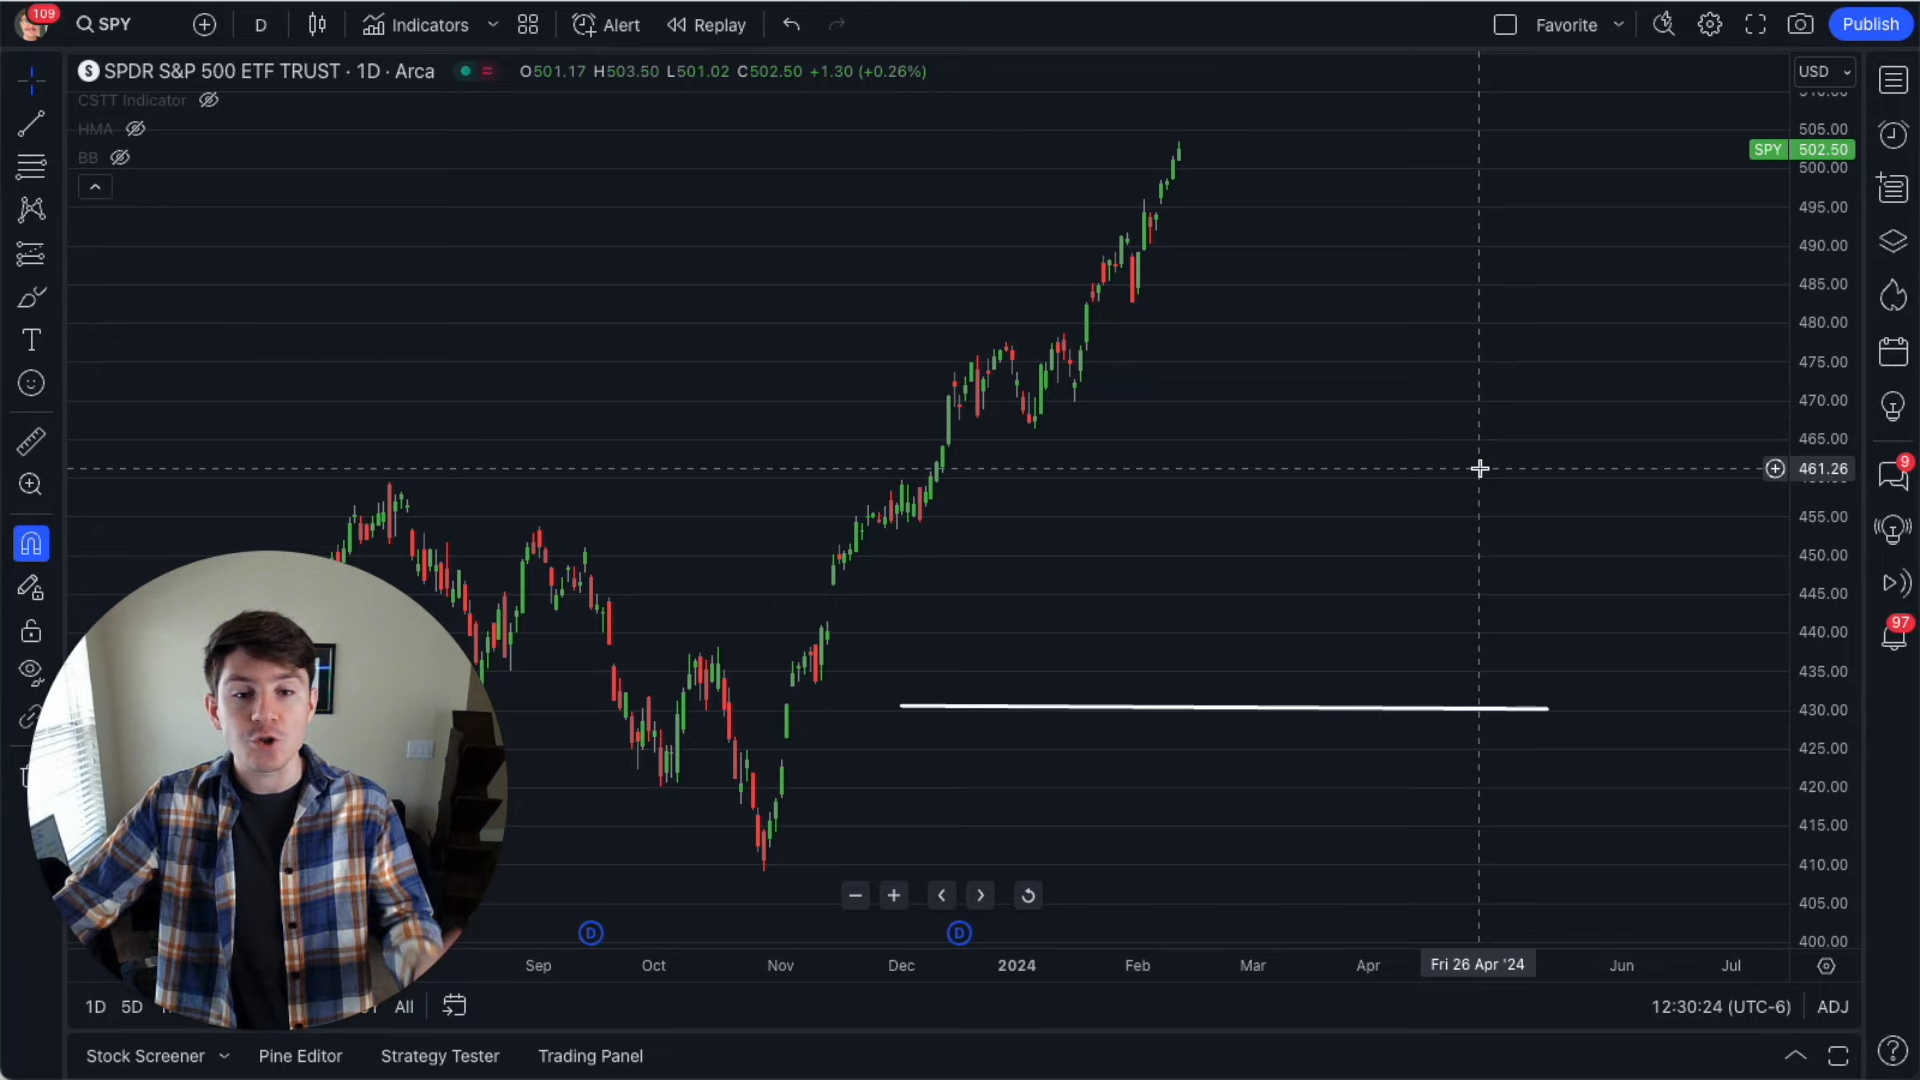 109
SPY
D
Indicators
Alert
Replay
Favorite
Publish
SPDR S&P 500 ETF TRUST · 1D · Arca
O501.17 H503.50 L501.02 C502.50 +1.30 (+0.26%)
USD
CSTT Indicator
HMA
BB
505.00
SPY 502.50
500.00
495.00
490.00
485.00
480.00
475.00
470.00
465.00
461.26
455.00
450.00
445.00
440.00
435.00
430.00
425.00
420.00
415.00
410.00
405.00
400.00
9
97
D
D
Sep
Oct
Nov
Dec
2024
Feb
Mar
Apr
Fri 26 Apr '24
Jun
Jul
1D
5D
All
12:30:24 (UTC-6)
ADJ
Stock Screener
Pine Editor
Strategy Tester
Trading Panel